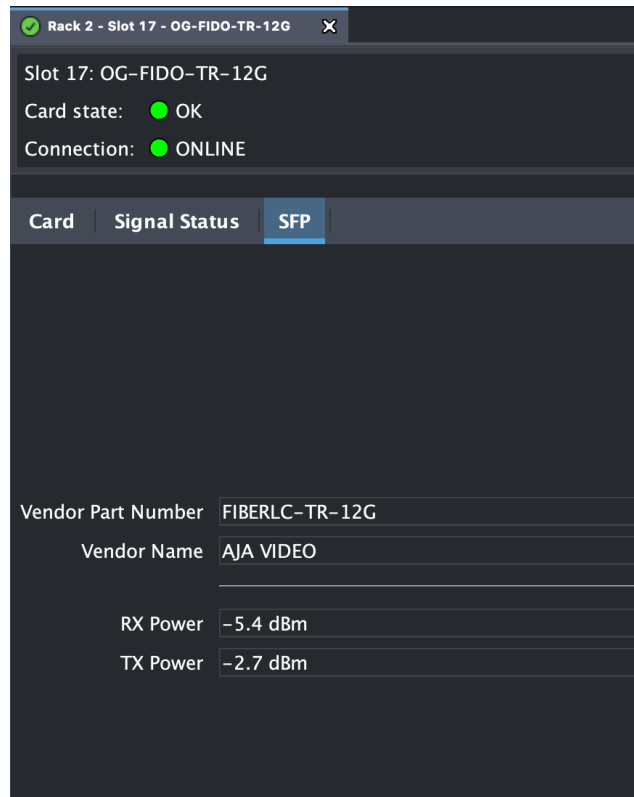 Rack 2 - Slot 17 - OG-FIDO-TR-12G
Slot 17: OG-FIDO-TR-12G
Card state: OK
Connection: ONLINE
Card Signal Status SFP
Vendor Part Number FIBERLC-TR-12G
Vendor Name AJA VIDEO
RX Power -5.4 dBm
TX Power -2.7 dBm